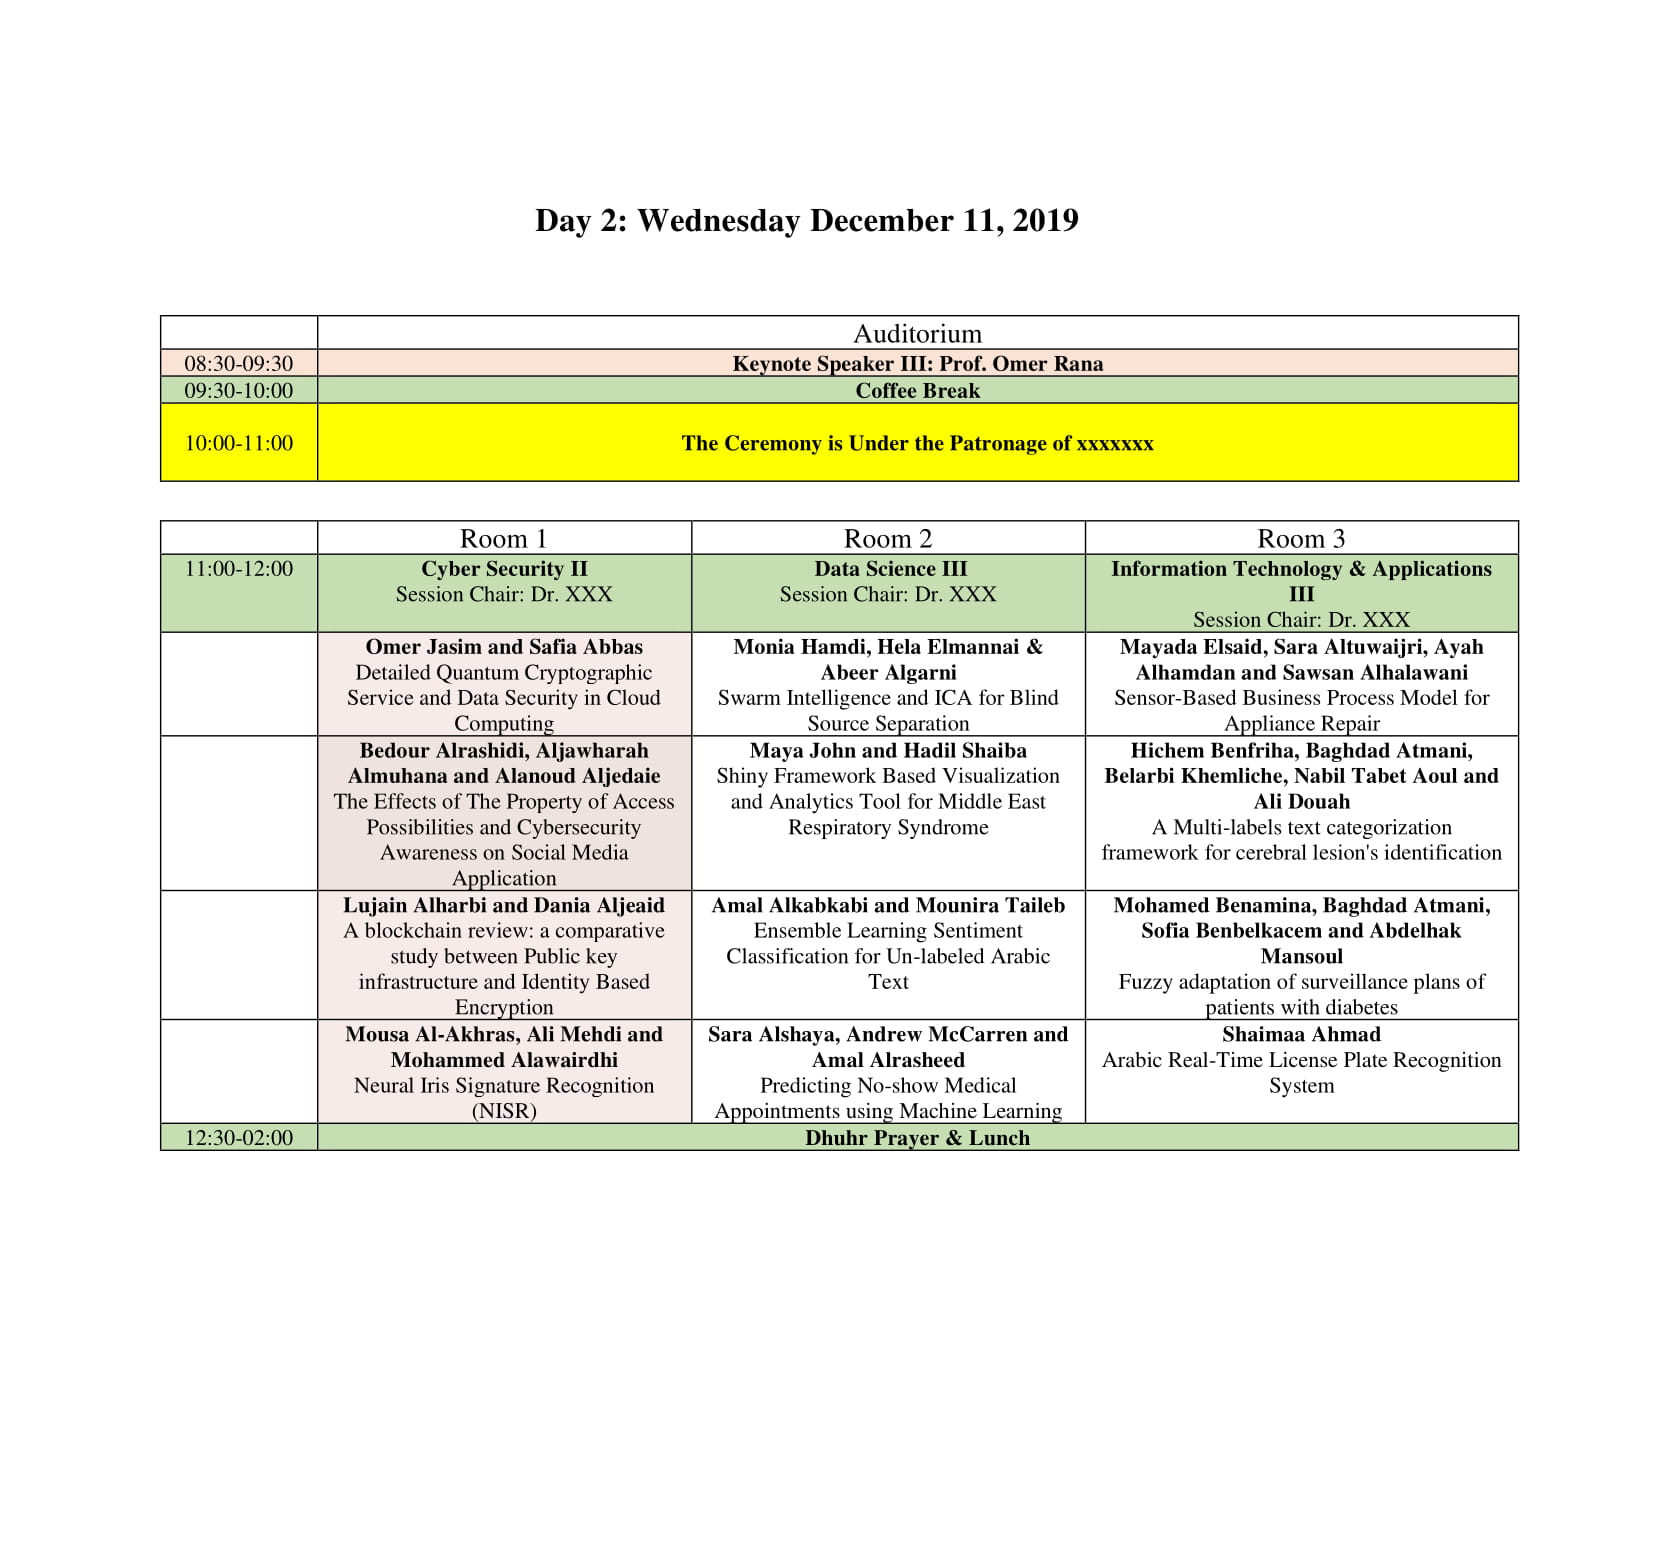 Day 2: Wednesday December 11, 2019
Auditorium
08:30-09:30
Keynote Speaker III: Prof. Omer Rana
09:30-10:00
Coffee Break
10:00-11:00
The Ceremony is Under the Patronage of xxxxxxx
Room 1
Room 2
Room 3
11:00-12:00
Cyber Security II
Session Chair: Dr. XXX
Data Science III
Session Chair: Dr. XXX
Information Technology & Applications
III
Session Chair: Dr. XXX
Omer Jasim and Safia Abbas
Detailed Quantum Cryptographic
Service and Data Security in Cloud
Computing
Monia Hamdi, Hela Elmannai &
Abeer Algarni
Swarm Intelligence and ICA for Blind
Source Separation
Mayada Elsaid, Sara Altuwaijri, Ayah
Alhamdan and Sawsan Alhalawani
Sensor-Based Business Process Model for
Appliance Repair
Bedour Alrashidi, Aljawharah
Almuhana and Alanoud Aljedaie
The Effects of The Property of Access
Possibilities and Cybersecurity
Awareness on Social Media
Application
Maya John and Hadil Shaiba
Shiny Framework Based Visualization
and Analytics Tool for Middle East
Respiratory Syndrome
Hichem Benfriha, Baghdad Atmani,
Belarbi Khemliche, Nabil Tabet Aoul and
Ali Douah
A Multi-labels text categorization
framework for cerebral lesion's identification
Lujain Alharbi and Dania Aljeaid
A blockchain review: a comparative
study between Public key
infrastructure and Identity Based
Encryption
Amal Alkabkabi and Mounira Taileb
Ensemble Learning Sentiment
Classification for Un-labeled Arabic
Text
Mohamed Benamina, Baghdad Atmani,
Sofia Benbelkacem and Abdelhak
Mansoul
Fuzzy adaptation of surveillance plans of
patients with diabetes
Mousa Al-Akhras, Ali Mehdi and
Mohammed Alawairdhi
Neural Iris Signature Recognition
(NISR)
Sara Alshaya, Andrew McCarren and
Amal Alrasheed
Predicting No-show Medical
Appointments using Machine Learning
Shaimaa Ahmad
Arabic Real-Time License Plate Recognition
System
12:30-02:00
Dhuhr Prayer & Lunch